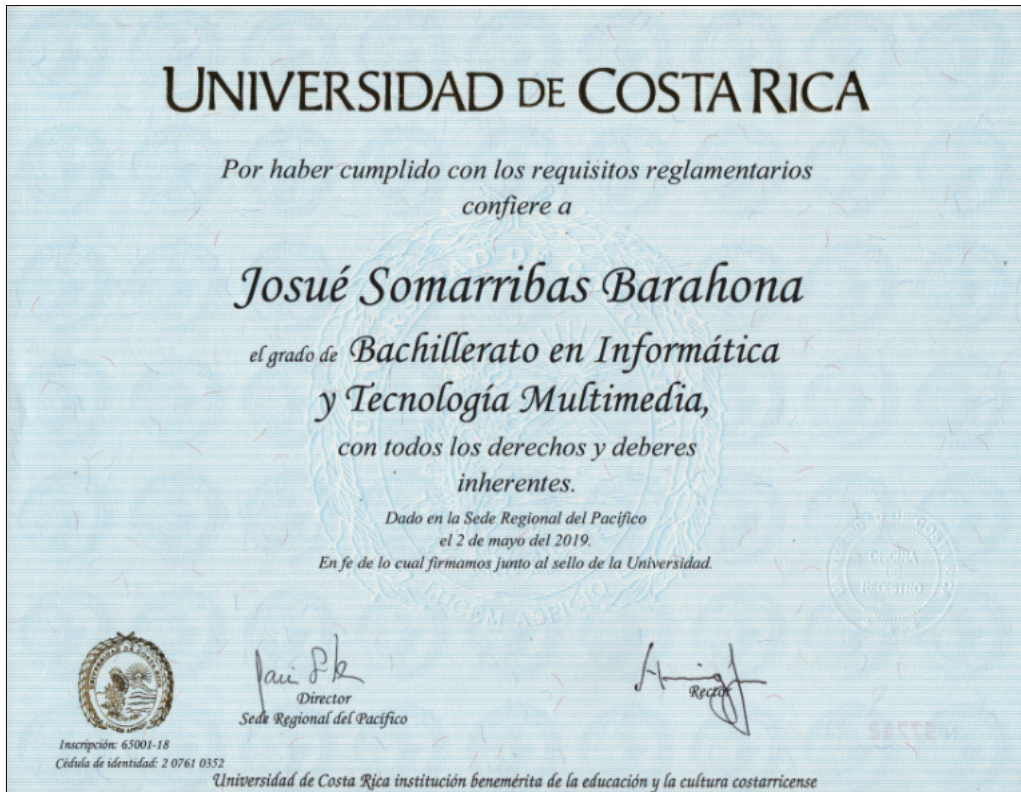 UNIVERSIDAD DE COSTA RICA
Por haber cumplido con los requisitos reglamentarios
confiere a
Josué Somarribas Barahona
el grado de Bachillerato en Informática
y Tecnología Multimedia,
con todos los derechos y deberes
inherentes.
Dado en la Sede Regional del Pacífico
el 2 de mayo del 2019.
En fe de lo cual firmamos junto al sello de la Universidad.
LUCEM ASPICIO
Director
Sede Regional del Pacífico
Rector
Inscripción: 65001-18
Cédula de identidad: 2 0761 0352
Universidad de Costa Rica institución benemérita de la educación y la cultura costarricense